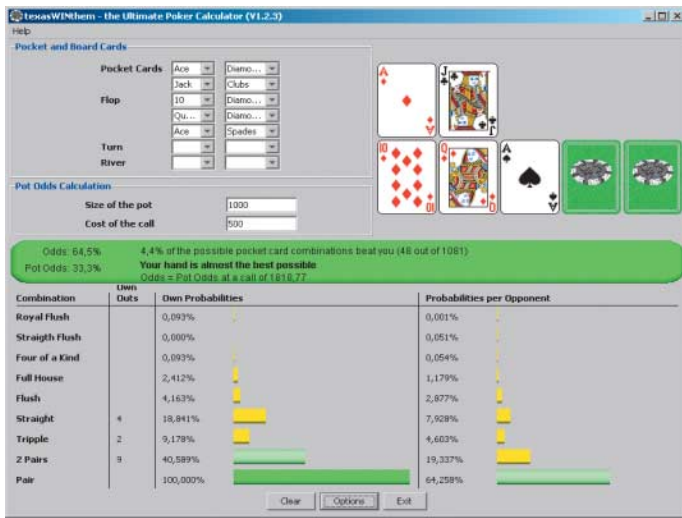 texasWINthem - the Ultimate Poker Calculator (V1.2.3)
Help
Pocket and Board Cards
Pocket Cards Ace Diamo...
Jack Clubs
Flop 10 Diamo...
Qu... Diamo...
Ace Spades
Turn
River
A J
A J
10 Q A
10 Q A
Pot Odds Calculation
Size of the pot 1000
Cost of the call 500
Odds: 64,5% 4,4% of the possible pocket card combinations beat you (48 out of 1081)
Pot Odds: 33,3% Your hand is almost the best possible
Odds = Pot Odds at a call of 1818,77
Combination Own Outs Own Probabilities Probabilities per Opponent
Royal Flush 0,093% 0,001%
Straigth Flush 0,000% 0,051%
Four of a Kind 0,093% 0,054%
Full House 2,412% 1,179%
Flush 4,163% 2,877%
Straight 4 18,841% 7,928%
Tripple 2 9,178% 4,603%
2 Pairs 9 40,589% 19,337%
Pair 100,000% 64,258%
Clear Options Exit